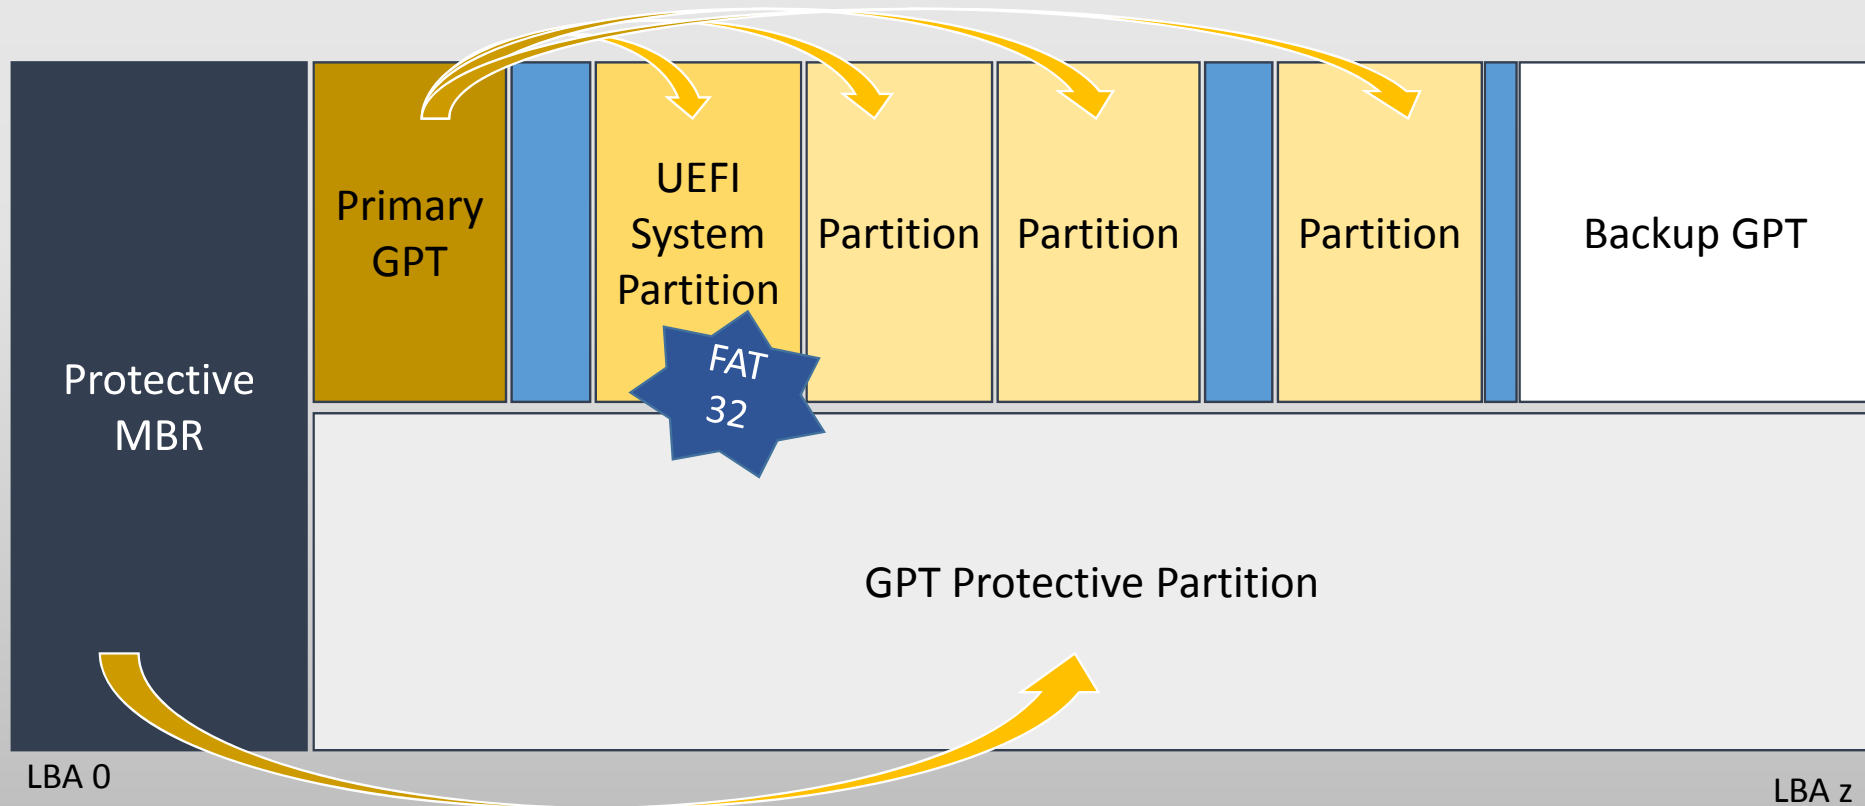 Protective
MBR
Primary
GPT
UEFI
System
Partition
FAT
32
Partition
Partition
Partition
Backup GPT
GPT Protective Partition
LBA 0
LBA z